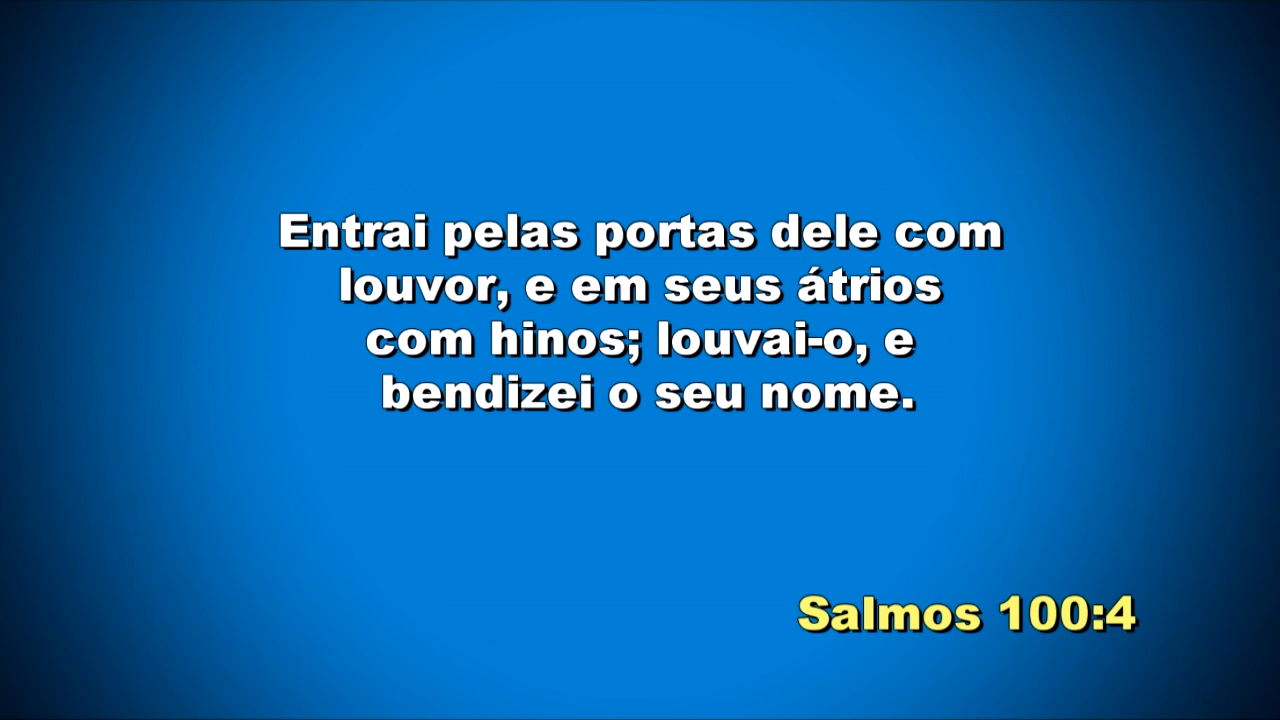 Entrai pelas portas dele com
louvor, e em seus átrios
com hinos; louvai-o, e
bendizei o seu nome.
Salmos 100:4